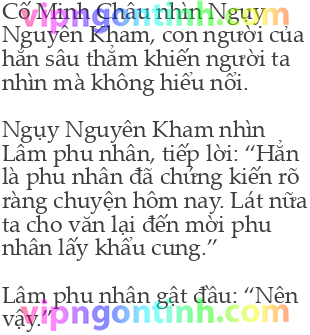 Cố Minh Châu nhìn Ngụy
vipngontinh.com
Nguyên Kham, con ngươi của
hắn sâu thẳm khiến người ta
nhìn mà không hiểu nổi.

Ngụy Nguyên Kham nhìn
Lâm phu nhân, tiếp lời: “Hẳn
là phu nhân đã chứng kiến rõ
ràng chuyện hôm nay. Lát nữa
ta cho văn lại đến mời phu
nhân lấy khẩu cung.”

Lâm phu nhân gật đầu: “Nên
vipngontinh.com
vậy.”